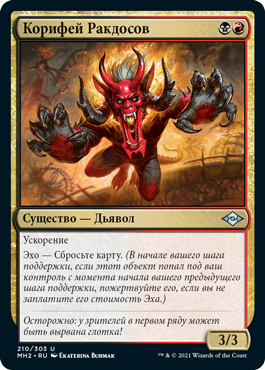 Корифей Ракдосов
Существо — Дьявол
Ускорение
Эхо — Сбросьте карту. (В начале вашего шага
поддержки, если этот объект попал под ваш
контроль с момента начала вашего предыдущего
шага поддержки, пожертвуйте его, если вы не
заплатите его стоимость Эха.)
Осторожно: у зрителей в первом ряду может
быть вырвана глотка!
3/3
210/303 U
MH2 • RU EKATERINA BURMAK
™ & © 2021 Wizards of the Coast